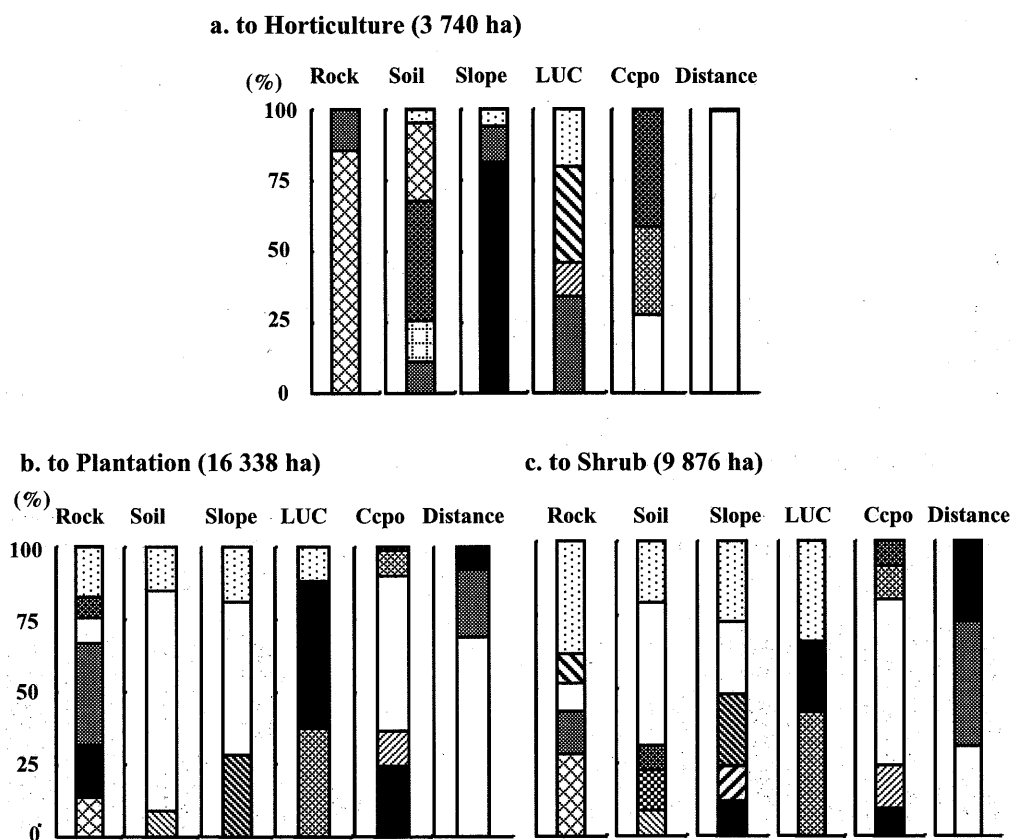 a. to Horticulture (3 740 ha)
(%) Rock Soil Slope LUC Ccpo Distance
100
75
50
25
0
b. to Plantation (16 338 ha)
(%) Rock Soil Slope LUC Ccpo Distance
100
75
50
25
0
c. to Shrub (9 876 ha)
Rock Soil Slope LUC Ccpo Distance